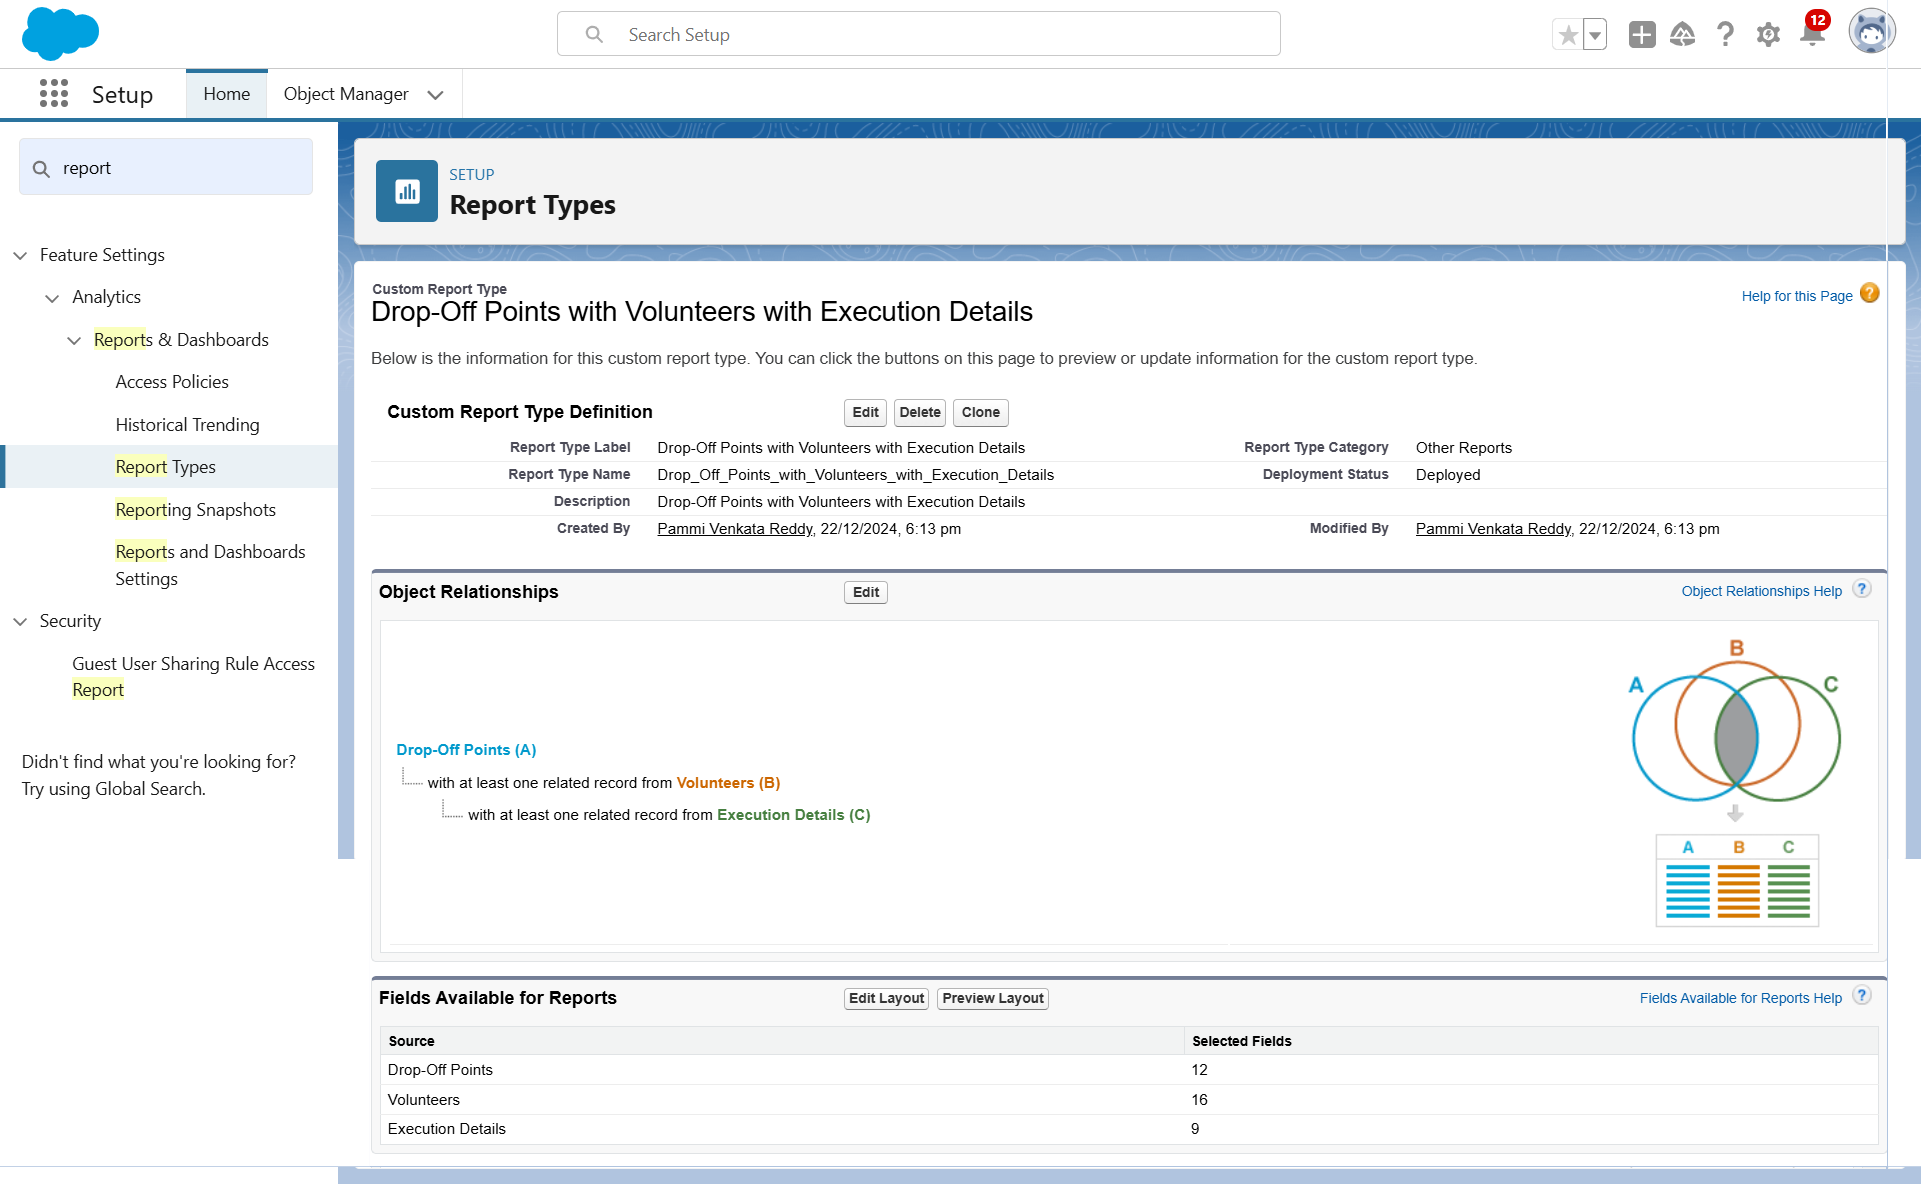 Search Setup
12
Setup
Home
Object Manager
report
Feature Settings
Analytics
Reports & Dashboards
Access Policies
Historical Trending
Report Types
Reporting Snapshots
Reports and Dashboards
Settings
Security
Guest User Sharing Rule Access
Report
Didn't find what you're looking for?
Try using Global Search.
SETUP
Report Types
Custom Report Type
Drop-Off Points with Volunteers with Execution Details
Help for this Page ?
Below is the information for this custom report type. You can click the buttons on this page to preview or update information for the custom report type.
Custom Report Type Definition Edit Delete Clone
Report Type Label Drop-Off Points with Volunteers with Execution Details Report Type Category Other Reports
Report Type Name Drop_Off_Points_with_Volunteers_with_Execution_Details Deployment Status Deployed
Description Drop-Off Points with Volunteers with Execution Details
Created By Pammi Venkata Reddy, 22/12/2024, 6:13 pm Modified By Pammi Venkata Reddy, 22/12/2024, 6:13 pm
Object Relationships Edit Object Relationships Help ?
Drop-Off Points (A)
with at least one related record from Volunteers (B)
with at least one related record from Execution Details (C)
B
A C
A B C
Fields Available for Reports Edit Layout Preview Layout Fields Available for Reports Help ?
Source Selected Fields
Drop-Off Points 12
Volunteers 16
Execution Details 9